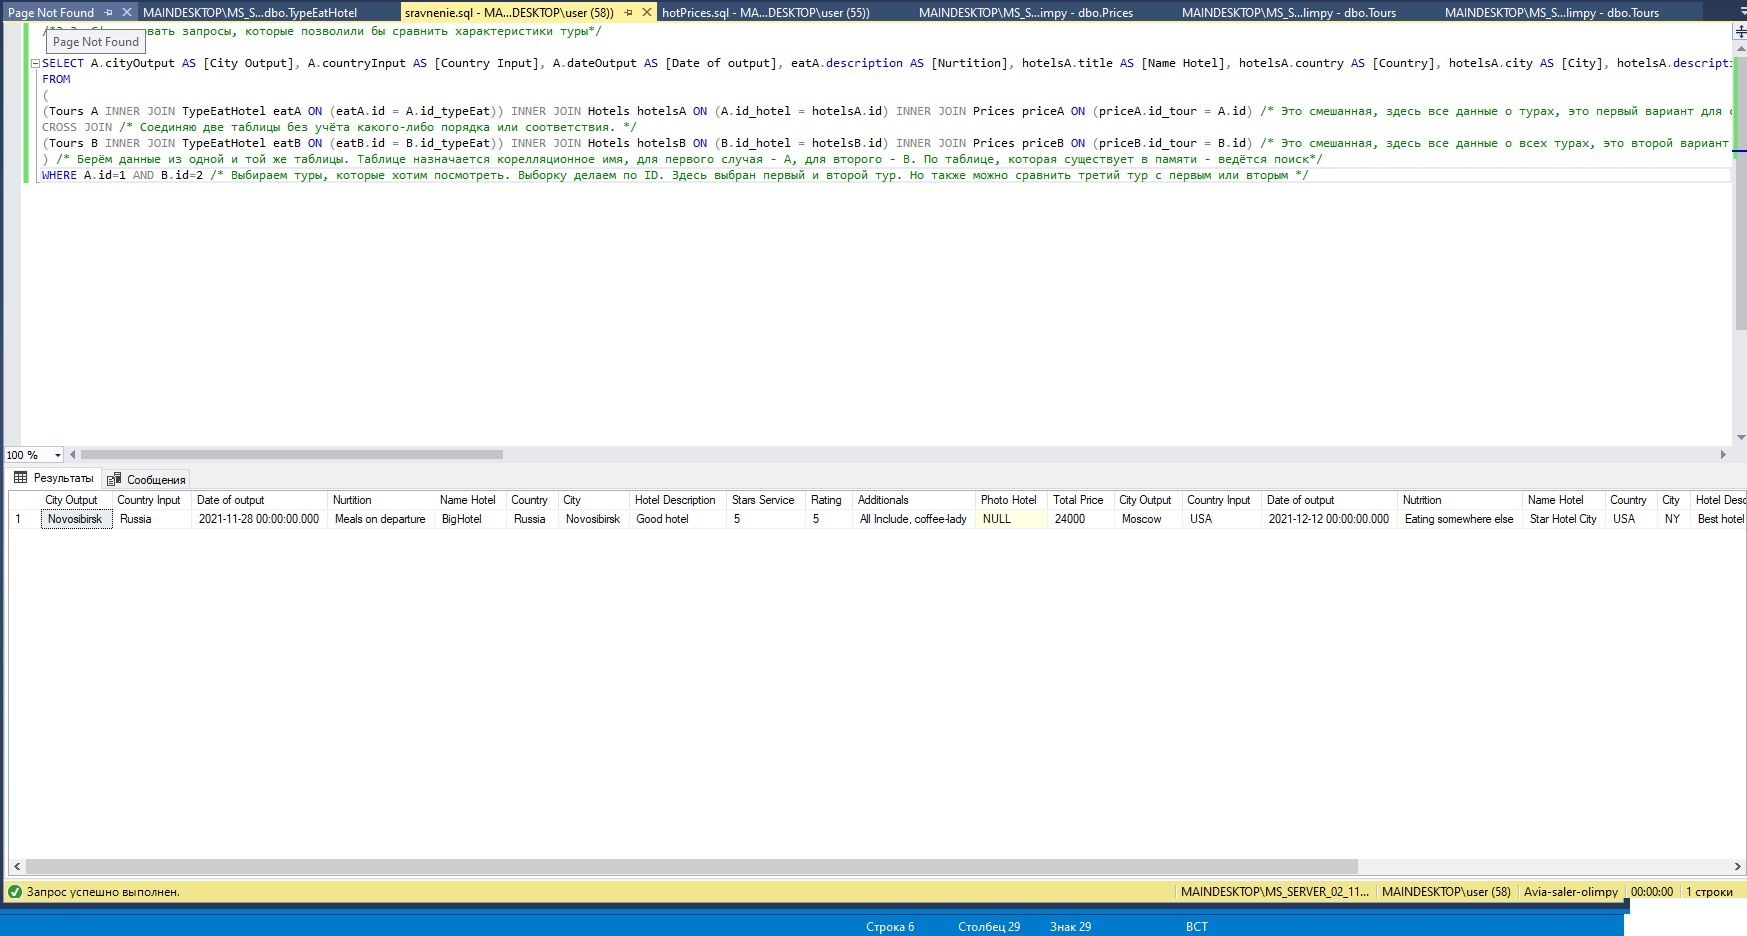 Page Not Found MAINDESKTOP\MS_S...dbo.TypeEatHotel sravnenie.sql - MA...DESKTOP\user (58)) hotPrices.sql - MA...DESKTOP\user (55)) MAINDESKTOP\MS_S...impy - dbo.Prices MAINDESKTOP\MS_S...limpy - dbo.Tours MAINDESKTOP\MS_S...limpy - dbo.Tours
овать запросы, которые позволили бы сравнить характеристики туры*/
Page Not Found
SELECT A.cityOutput AS [City Output], A.countryInput AS [Country Input], A.dateOutput AS [Date of output], eatA.description AS [Nurtition], hotelsA.title AS [Name Hotel], hotelsA.country AS [Country], hotelsA.city AS [City], hotelsA.descripti
FROM
(
(Tours A INNER JOIN TypeEatHotel eatA ON (eatA.id = A.id_typeEat)) INNER JOIN Hotels hotelsA ON (A.id_hotel = hotelsA.id) INNER JOIN Prices priceA ON (priceA.id_tour = A.id) /* Это смешанная, здесь все данные о турах, это первый вариант для
CROSS JOIN /* Соединяю две таблицы без учёта какого-либо порядка или соответствия. */
(Tours B INNER JOIN TypeEatHotel eatB ON (eatB.id = B.id_typeEat)) INNER JOIN Hotels hotelsB ON (B.id_hotel = hotelsB.id) INNER JOIN Prices priceB ON (priceB.id_tour = B.id) /* Это смешанная, здесь все данные о всех турах, это второй вариант
) /* Берём данные из одной и той же таблицы. Таблице назначается корелляционное имя, для первого случая - A, для второго - B. По таблице, которая существует в памяти - ведётся поиск*/
WHERE A.id=1 AND B.id=2 /* Выбираем туры, которые хотим посмотреть. Выборку делаем по ID. Здесь выбран первый и второй тур. Но также можно сравнить третий тур с первым или вторым */
100 %
Результаты Сообщения
City Output Country Input Date of output Nurtition Name Hotel Country City Hotel Description Stars Service Rating Additionals Photo Hotel Total Price City Output Country Input Date of output Nutrition Name Hotel Country City Hotel Desc
1 Novosibirsk Russia 2021-11-28 00:00:00.000 Meals on departure BigHotel Russia Novosibirsk Good hotel 5 5 All Include, coffee-lady NULL 24000 Moscow USA 2021-12-12 00:00:00.000 Eating somewhere else Star Hotel City USA NY Best hotel
Запрос успешно выполнен. MAINDESKTOP\MS_SERVER_02_11... MAINDESKTOP\user (58) Avia-saler-olimpy 00:00:00 1 строки
Строка 6 Столбец 29 Знак 29 ВСТ